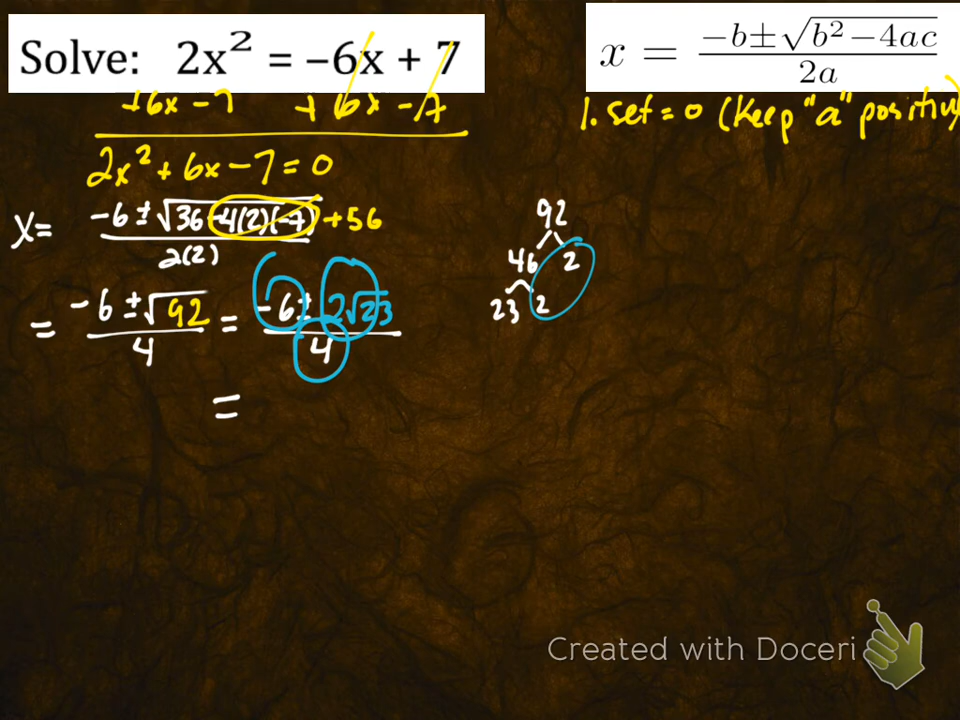 Solve: 2x² = –6x + 7
x = (−b ± √(b² − 4ac)) / 2a
+6x − 7 + 6x − 7
1. set = 0 (Keep "a" positive)
2x² + 6x − 7 = 0
X = (−6 ± √(36 −4(2)(−7))) / 2(2) +56
92
46 2
23 2
= (−6 ± √92) / 4 = (−6 ± 2√23) / 4
=
Created with Doceri